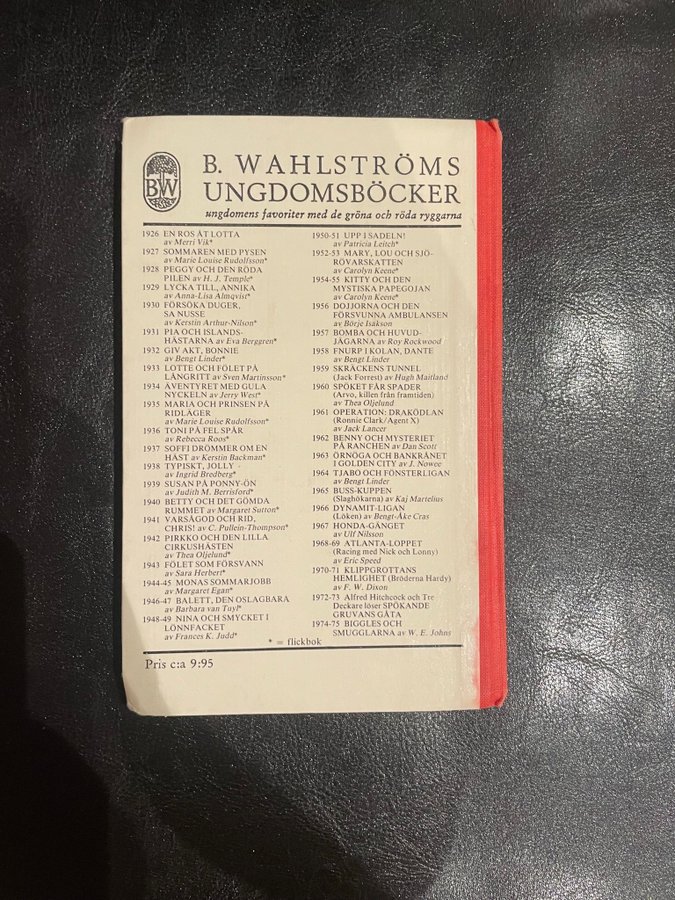 BW
B. WAHLSTRÖMS
UNGDOMSBÖCKER
ungdomens favoriter med de gröna och röda ryggarna
1926 EN ROS ÅT LOTTA
av Merri Vik*
1927 SOMMAREN MED PYSEN
av Marie Louise Rudolfsson*
1928 PEGGY OCH DEN RÖDA
PILEN av H. J. Temple*
1929 LYCKA TILL, ANNIKA
av Anna-Lisa Almqvist*
1930 FÖRSÖKA DUGER,
SA NUSSE
av Kerstin Arthur-Nilson*
1931 PIA OCH ISLANDS-
HÄSTARNA av Eva Berggren*
1932 GIV AKT, BONNIE
av Bengt Linder*
1933 LOTTE OCH FÖLET PÅ
LÅNGRITT av Sven Martinsson*
1934 ÄVENTYRET MED GULA
NYCKELN av Jerry West*
1935 MARIA OCH PRINSEN PÅ
RIDLÄGER
av Marie Louise Rudolfsson*
1936 TONI PÅ FEL SPÅR
av Rebecca Roos*
1937 SOFFI DRÖMMER OM EN
HÄST av Kerstin Backman*
1938 TYPISKT, JOLLY
av Ingrid Bredberg*
1939 SUSAN PÅ PONNY-ÖN
av Judith M. Berrisford*
1940 BETTY OCH DET GÖMDA
RUMMET av Margaret Sutton*
1941 VARSÅGOD OCH RID,
CHRIS! av C. Pullein-Thompson*
1942 PIRKKO OCH DEN LILLA
CIRKUSHÄSTEN
av Thea Oljelund*
1943 FÖLET SOM FÖRSVANN
av Sara Herbert*
1944-45 MONAS SOMMARJOBB
av Margaret Egan*
1946-47 BALETT, DEN OSLAGBARA
av Barbara van Tuyl*
1948-49 NINA OCH SMYCKET I
LÖNNFACKET
av Frances K. Judd*
1950-51 UPP I SADELN!
av Patricia Leitch*
1952-53 MARY, LOU OCH SJÖ-
RÖVARSKATTEN
av Carolyn Keene*
1954-55 KITTY OCH DEN
MYSTISKA PAPEGOJAN
av Carolyn Keene*
1956 DOJJORNA OCH DEN
FÖRSVUNNA AMBULANSEN
av Börje Isakson
1957 BOMBA OCH HUVUD-
JÄGARNA av Roy Rockwood
1958 FNURP I KOLAN, DANTE
av Bengt Linder
1959 SKRÄCKENS TUNNEL
(Jack Forrest) av Hugh Maitland
1960 SPÖKET FÅR SPADER
(Arvo, killen från framtiden)
av Thea Oljelund
1961 OPERATION: DRAKÖDLAN
(Ronnie Clark/Agent X)
av Jack Lancer
1962 BENNY OCH MYSTERIET
PÅ RANCHEN av Dan Scott
1963 ÖRNÖGA OCH BANKRÅNET
I GOLDEN CITY av J. Nowee
1964 TJABO OCH FÖNSTERLIGAN
av Bengt Linder
1965 BUSS-KUPPEN
(Slaghökarna) av Kaj Martelius
1966 DYNAMIT-LIGAN
(Löken) av Bengt-Åke Cras
1967 HONDA-GÄNGET
av Ulf Nilsson
1968-69 ATLANTA-LOPPET
(Racing med Nick och Lonny)
av Eric Speed
1970-71 KLIPPGROTTANS
HEMLIGHET (Bröderna Hardy)
av F. W. Dixon
1972-73 Alfred Hitchcock och Tre
Deckare löser SPÖKANDE
GRUVANS GÅTA
1974-75 BIGGLES OCH
SMUGGLARNA av W. E. Johns
* = flickbok
Pris c:a 9:95